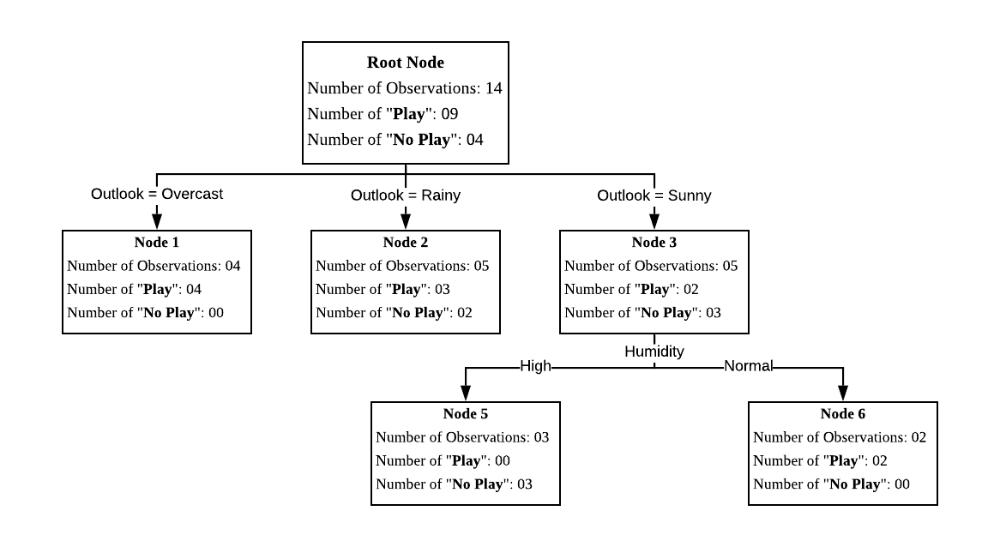 Root Node
Number of Observations: 14
Number of "Play": 09
Number of "No Play": 04
Outlook = Overcast
Outlook = Rainy
Outlook = Sunny
Node 1
Number of Observations: 04
Number of "Play": 04
Number of "No Play": 00
Node 2
Number of Observations: 05
Number of "Play": 03
Number of "No Play": 02
Node 3
Number of Observations: 05
Number of "Play": 02
Number of "No Play": 03
Humidity
High
Normal
Node 5
Number of Observations: 03
Number of "Play": 00
Number of "No Play": 03
Node 6
Number of Observations: 02
Number of "Play": 02
Number of "No Play": 00